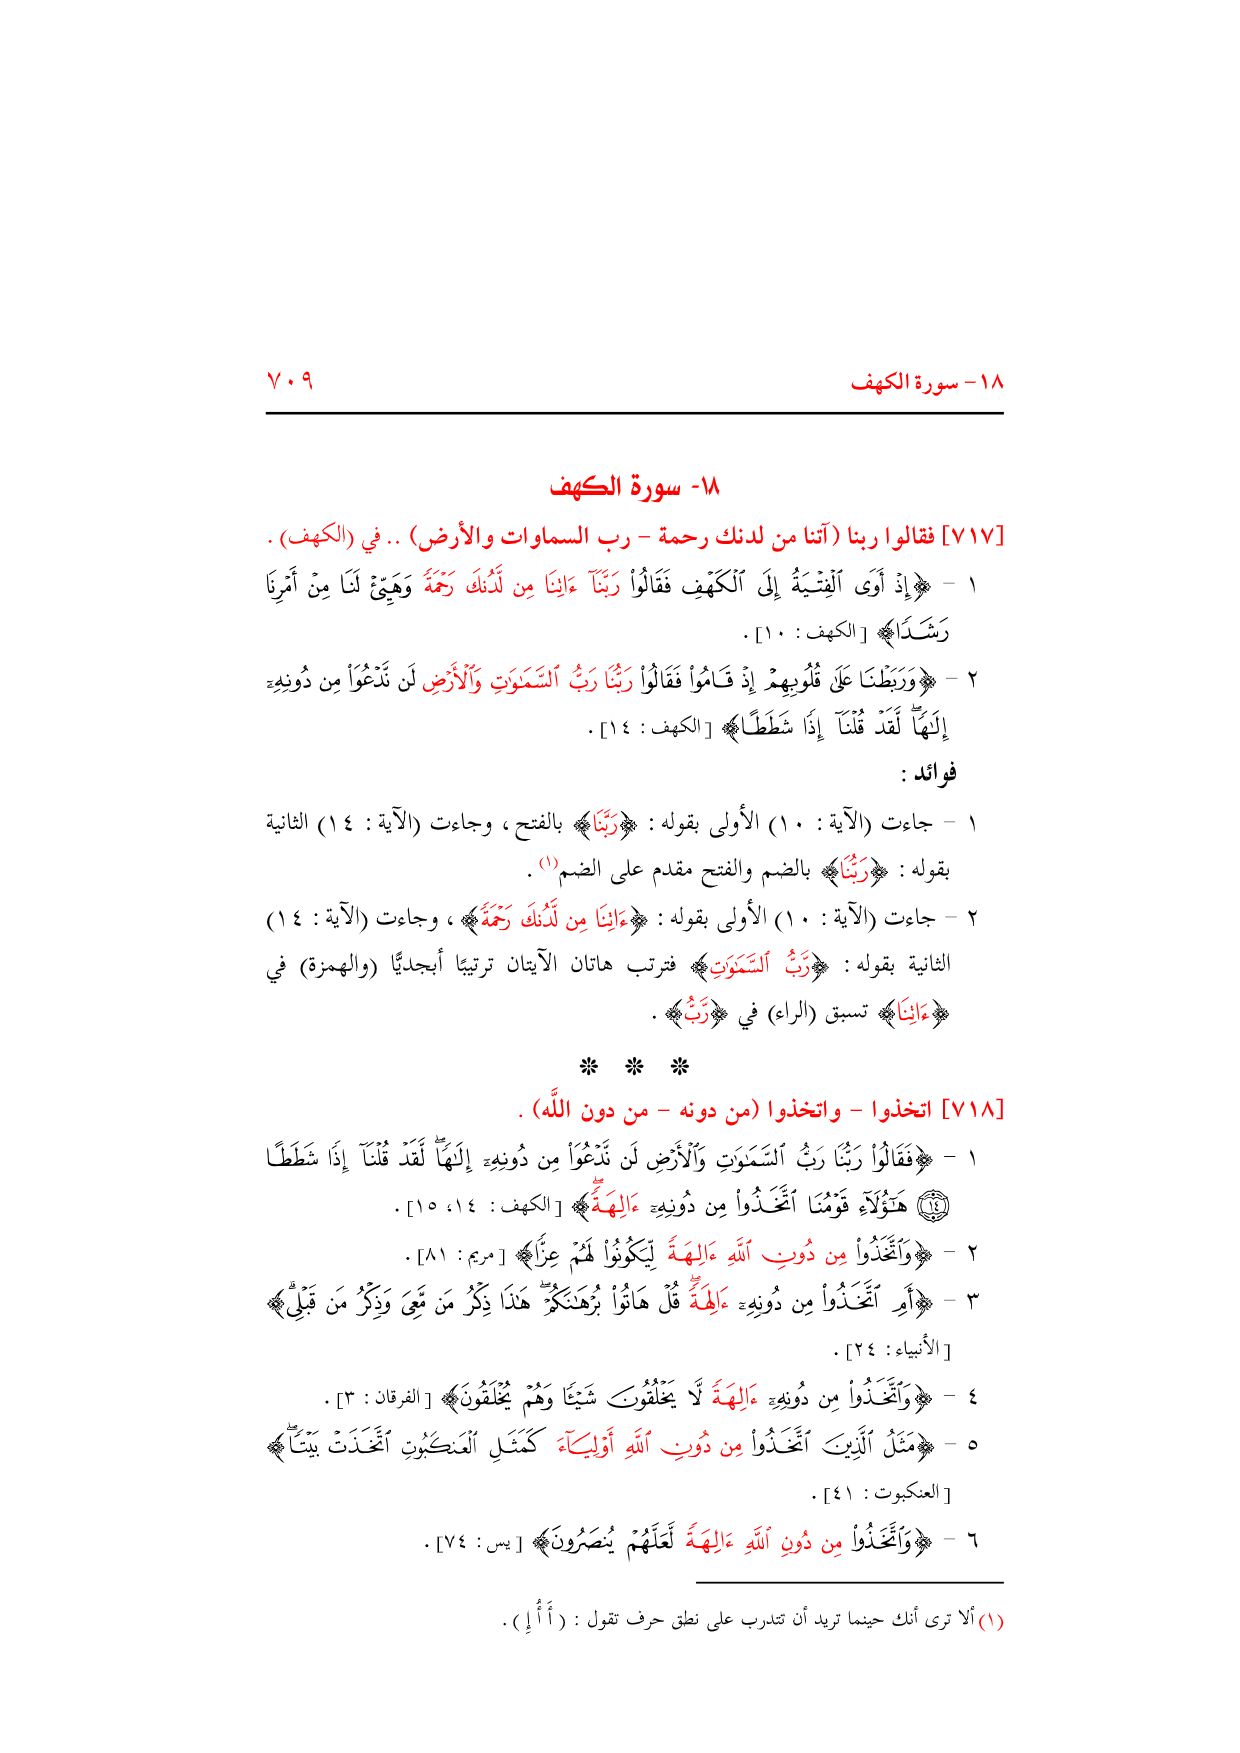 ١٨- سورة الكهف ٧٠٩
١٨- سورة الكهف
[٧١٧] فقالوا ربنا (آتنا من لدنك رحمة – رب السماوات والأرض) .. في (الكهف) .
١ – ﴿إِذْ أَوَى ٱلْفِتْيَةُ إِلَى ٱلْكَهْفِ فَقَالُوا۟ رَبَّنَآ ءَاتِنَا مِن لَّدُنكَ رَحْمَةً وَهَيِّئْ لَنَا مِنْ أَمْرِنَا
رَشَدًا﴾ [الكهف: ١٠] .
٢ – ﴿وَرَبَطْنَا عَلَىٰ قُلُوبِهِمْ إِذْ قَامُوا۟ فَقَالُوا۟ رَبُّنَا رَبُّ ٱلسَّمَٰوَٰتِ وَٱلْأَرْضِ لَن نَّدْعُوَا۟ مِن دُونِهِۦٓ
إِلَٰهًا ۖ لَّقَدْ قُلْنَآ إِذًا شَطَطًا﴾ [الكهف: ١٤] .
فوائد :
١ – جاءت (الآية : ١٠) الأولى بقوله : ﴿رَبَّنَا﴾ بالفتح ، وجاءت (الآية : ١٤) الثانية
بقوله : ﴿رَبُّنَا﴾ بالضم والفتح مقدم على الضم(١) .
٢ – جاءت (الآية : ١٠) الأولى بقوله : ﴿ءَاتِنَا مِن لَّدُنكَ رَحْمَةً﴾ ، وجاءت (الآية : ١٤)
الثانية بقوله : ﴿رَّبُّ ٱلسَّمَٰوَٰتِ﴾ فترتب هاتان الآيتان ترتيبًا أبجديًّا (والهمزة) في
﴿ءَاتِنَا﴾ تسبق (الراء) في ﴿رَّبُّ﴾ .
❊ ❊ ❊
[٧١٨] اتخذوا – واتخذوا (من دونه – من دون اللَّه) .
١ – ﴿فَقَالُوا۟ رَبُّنَا رَبُّ ٱلسَّمَٰوَٰتِ وَٱلْأَرْضِ لَن نَّدْعُوَا۟ مِن دُونِهِۦٓ إِلَٰهًا ۖ لَّقَدْ قُلْنَآ إِذًا شَطَطًا
١٤ هَٰٓؤُلَآءِ قَوْمُنَا ٱتَّخَذُوا۟ مِن دُونِهِۦٓ ءَالِهَةً ۖ﴾ [الكهف: ١٤، ١٥] .
٢ – ﴿وَٱتَّخَذُوا۟ مِن دُونِ ٱللَّهِ ءَالِهَةً لِّيَكُونُوا۟ لَهُمْ عِزًّا﴾ [مريم: ٨١] .
٣ – ﴿أَمِ ٱتَّخَذُوا۟ مِن دُونِهِۦٓ ءَالِهَةً ۖ قُلْ هَاتُوا۟ بُرْهَٰنَكُمْ ۖ هَٰذَا ذِكْرُ مَن مَّعِىَ وَذِكْرُ مَن قَبْلِى ۗ﴾
[الأنبياء: ٢٤] .
٤ – ﴿وَٱتَّخَذُوا۟ مِن دُونِهِۦٓ ءَالِهَةً لَّا يَخْلُقُونَ شَيْـًٔا وَهُمْ يُخْلَقُونَ﴾ [الفرقان: ٣] .
٥ – ﴿مَثَلُ ٱلَّذِينَ ٱتَّخَذُوا۟ مِن دُونِ ٱللَّهِ أَوْلِيَآءَ كَمَثَلِ ٱلْعَنكَبُوتِ ٱتَّخَذَتْ بَيْتًا ۖ﴾
[العنكبوت: ٤١] .
٦ – ﴿وَٱتَّخَذُوا۟ مِن دُونِ ٱللَّهِ ءَالِهَةً لَّعَلَّهُمْ يُنصَرُونَ﴾ [يس: ٧٤] .
(١) ألا ترى أنك حينما تريد أن تتدرب على نطق حرف تقول : ( أَ أُ إِ ) .